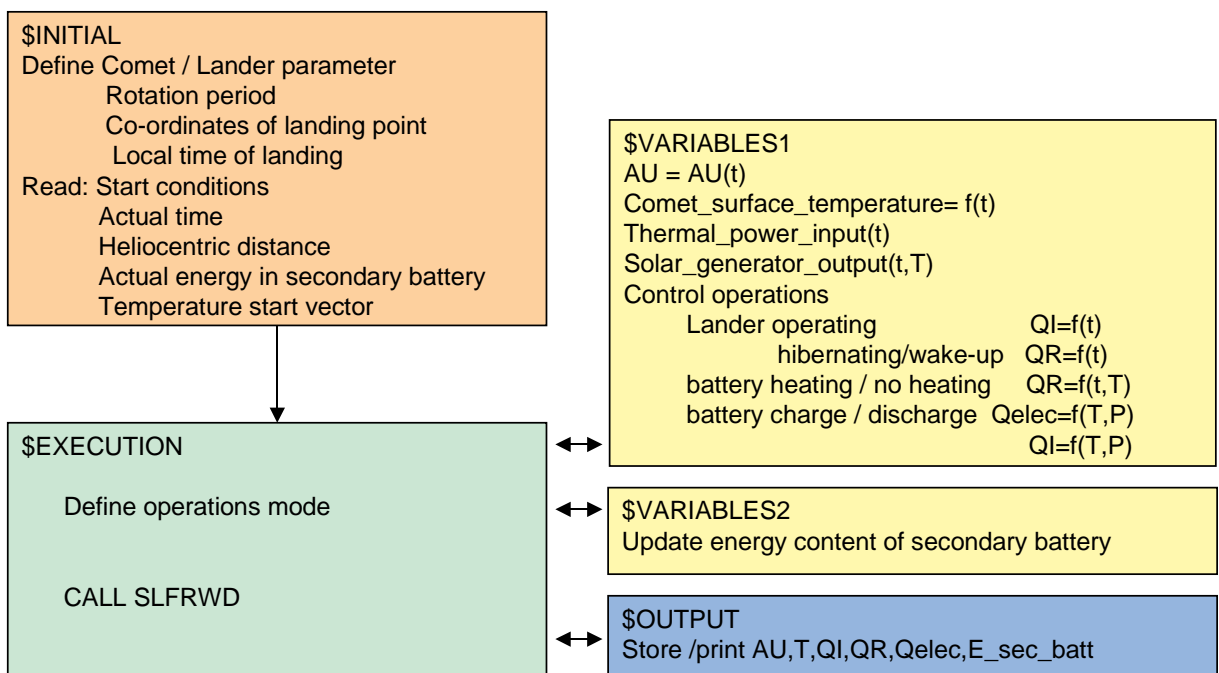 $INITIAL
Define Comet / Lander parameter
Rotation period
Co-ordinates of landing point
Local time of landing
Read: Start conditions
Actual time
Heliocentric distance
Actual energy in secondary battery
Temperature start vector
$EXECUTION
Define operations mode
CALL SLFRWD
$VARIABLES1
AU = AU(t)
Comet_surface_temperature= f(t)
Thermal_power_input(t)
Solar_generator_output(t,T)
Control operations
Lander operating QI=f(t)
hibernating/wake-up QR=f(t)
battery heating / no heating QR=f(t,T)
battery charge / discharge Qelec=f(T,P)
QI=f(T,P)
$VARIABLES2
Update energy content of secondary battery
$OUTPUT
Store /print AU,T,QI,QR,Qelec,E_sec_batt